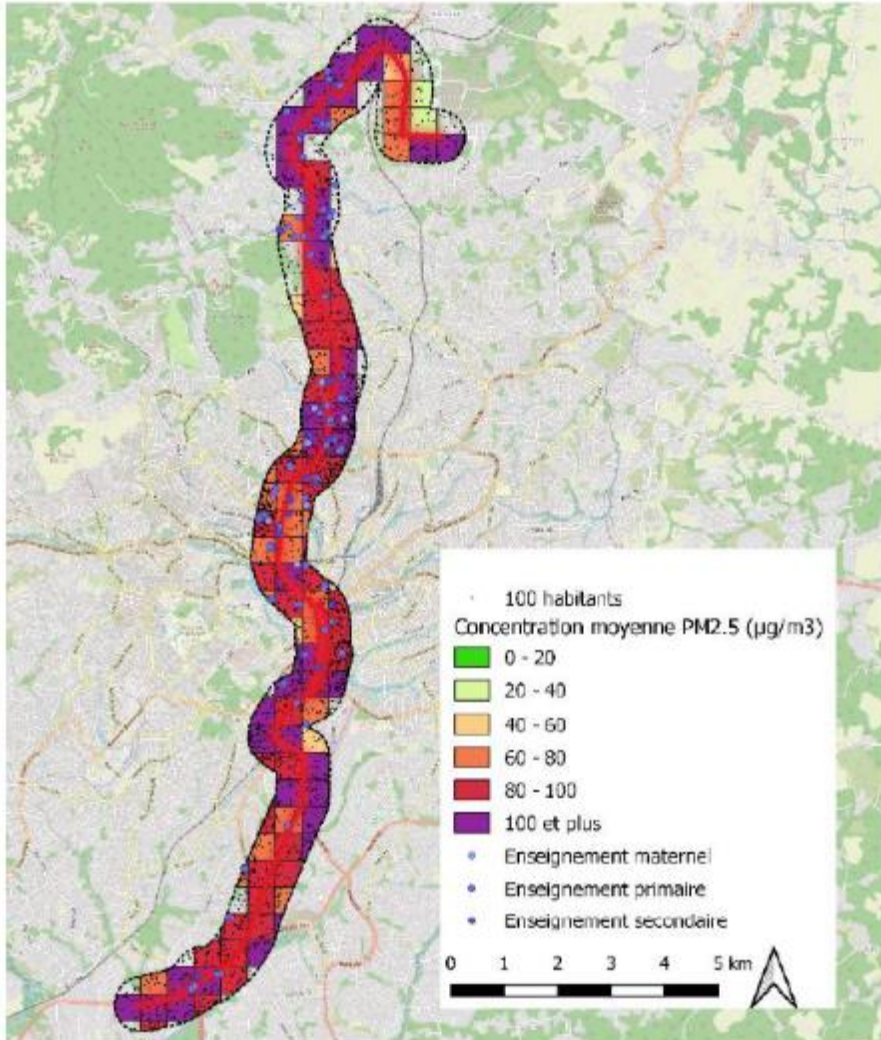 100 habitants
Concentration moyenne PM2.5 (µg/m3)
0 - 20
20 - 40
40 - 60
60 - 80
80 - 100
100 et plus
Enseignement maternel
Enseignement primaire
Enseignement secondaire
0 1 2 3 4 5 km